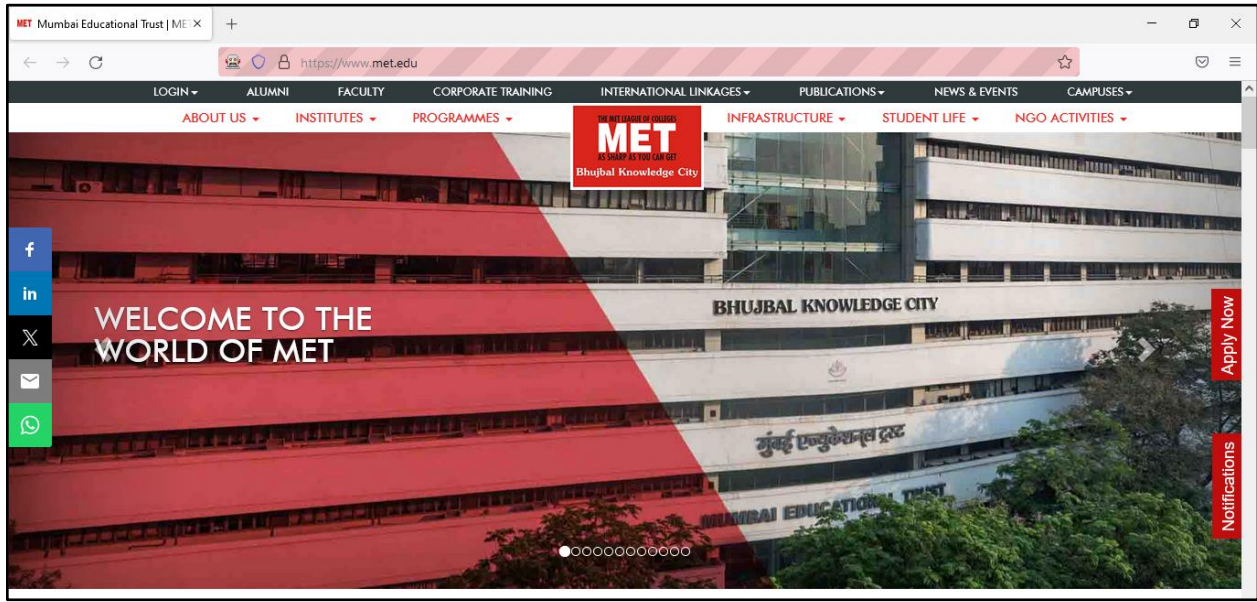 MET Mumbai Educational Trust | MET
https://www.met.edu
LOGIN ALUMNI FACULTY CORPORATE TRAINING INTERNATIONAL LINKAGES PUBLICATIONS NEWS & EVENTS CAMPUSES
ABOUT US INSTITUTES PROGRAMMES INFRASTRUCTURE STUDENT LIFE NGO ACTIVITIES
THE MET LEAGUE OF COLLEGES
MET
AS SHARP AS YOU CAN GET
Bhujbal Knowledge City
f
in
X
WELCOME TO THE
WORLD OF MET
BHUJBAL KNOWLEDGE CITY
मुंबई एज्युकेशनल ट्रस्ट
MUMBAI EDUCATIONAL TRUST
Apply Now
Notifications